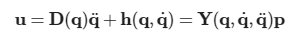 u = D(q)q̈ + h(q, q̇) = Y(q, q̇, q̈)p